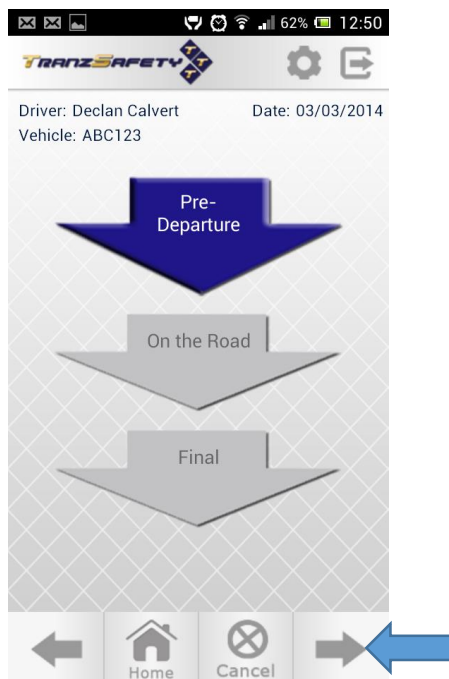 62% 12:50
TRANZSAFETY T T T T
Driver: Declan Calvert Date: 03/03/2014
Vehicle: ABC123
Pre-
Departure
On the Road
Final
Home Cancel